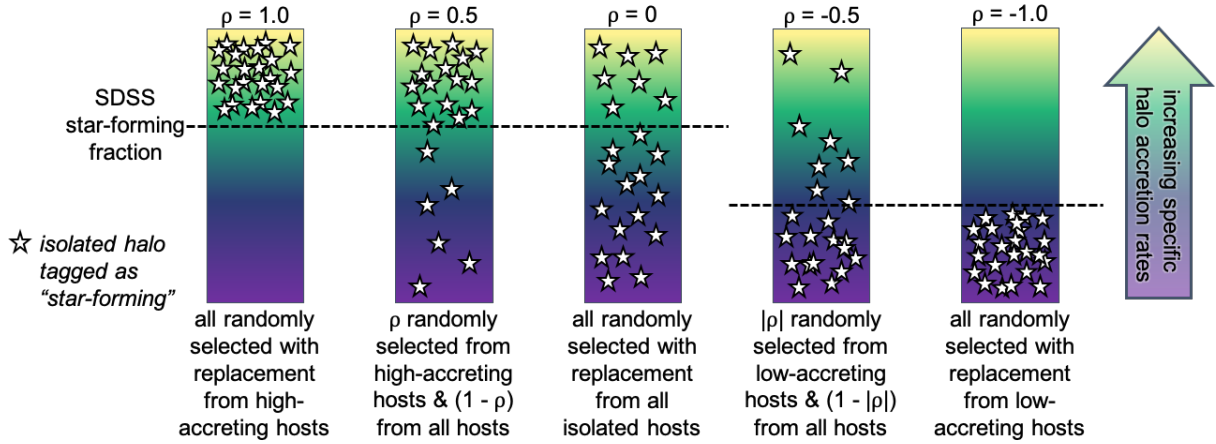 ρ = 1.0
ρ = 0.5
ρ = 0
ρ = -0.5
ρ = -1.0
SDSS
star-forming
fraction
isolated halo
tagged as
“star-forming”
all randomly
selected with
replacement
from high-
accreting hosts
ρ randomly
selected from
high-accreting
hosts & (1 - ρ)
from all hosts
all randomly
selected with
replacement
from all
isolated hosts
|ρ| randomly
selected from
low-accreting
hosts & (1 - |ρ|)
from all hosts
all randomly
selected with
replacement
from low-
accreting hosts
increasing specific
halo accretion rates